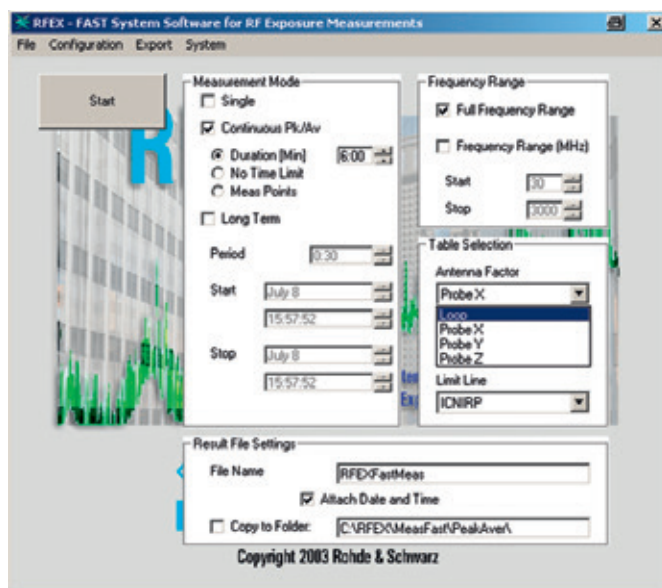 RFEX - FAST System Software for RF Exposure Measurements
File Configuration Export System
Start
R
Measurement Mode
Single
Continuous Pk/Av
Duration [Min] 6:00
No Time Limit
Meas Points
Long Term
Period 0:30
Start July 8
15:57:52
Stop July 8
15:57:52
Frequency Range
Full Frequency Range
Frequency Range (MHz)
Start 30
Stop 3000
Table Selection
Antenna Factor
Probe X
Loop
Probe X
Probe Y
Probe Z
Limit Line
ICNIRP
Result File Settings
File Name RFEXFastMeas
Attach Date and Time
Copy to Folder: C:\RFEX\MeasFast\PeakAver\
Copyright 2003 Rohde & Schwarz